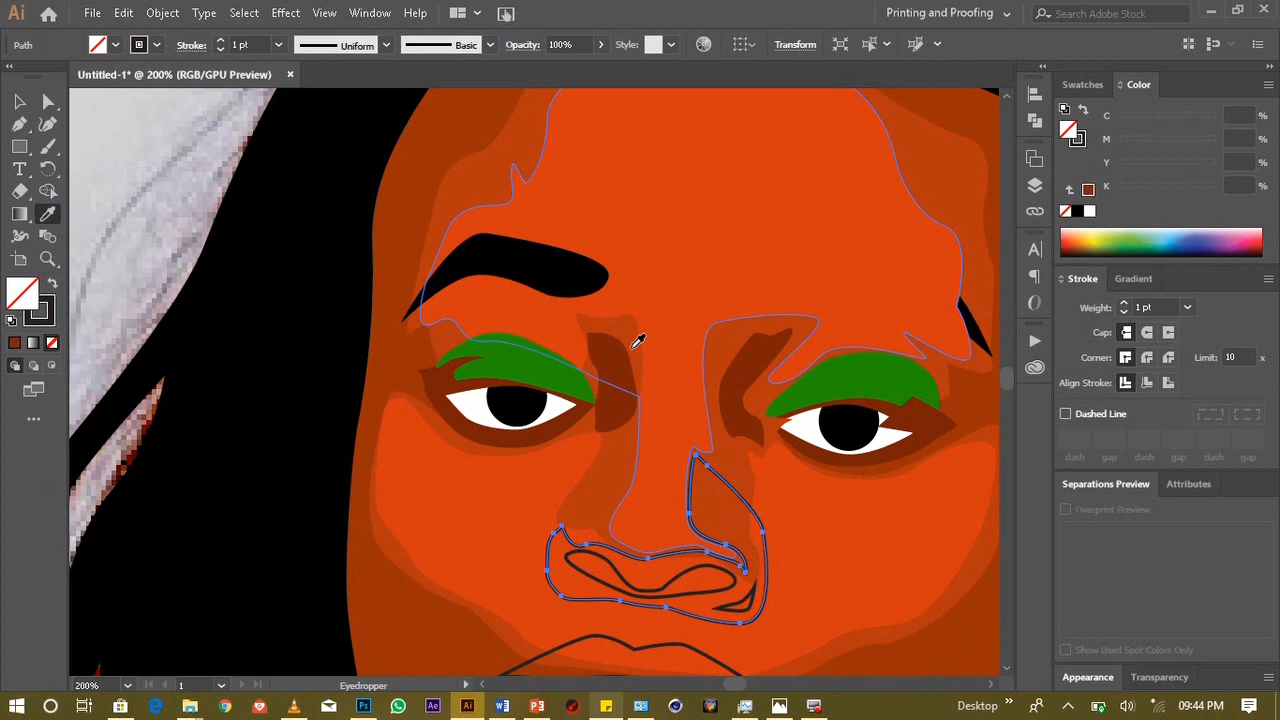 Ai File Edit Object Type Select Effect View Window Help Printing and Proofing Search Adobe Stock
Path Stroke: 1 pt Uniform Basic Opacity: 100% Style: Transform
Untitled-1* @ 200% (RGB/GPU Preview)
Swatches Color
C %
M %
Y %
K %
Stroke Gradient
Weight: 1 pt
Cap:
Corner: Limit: 10 x
Align Stroke:
Dashed Line
dash gap dash gap dash gap
Separations Preview Attributes
Overprint Preview
Show Used Spot Colors Only
Appearance Transparency
200% 1 Eyedropper
Desktop 09:44 PM